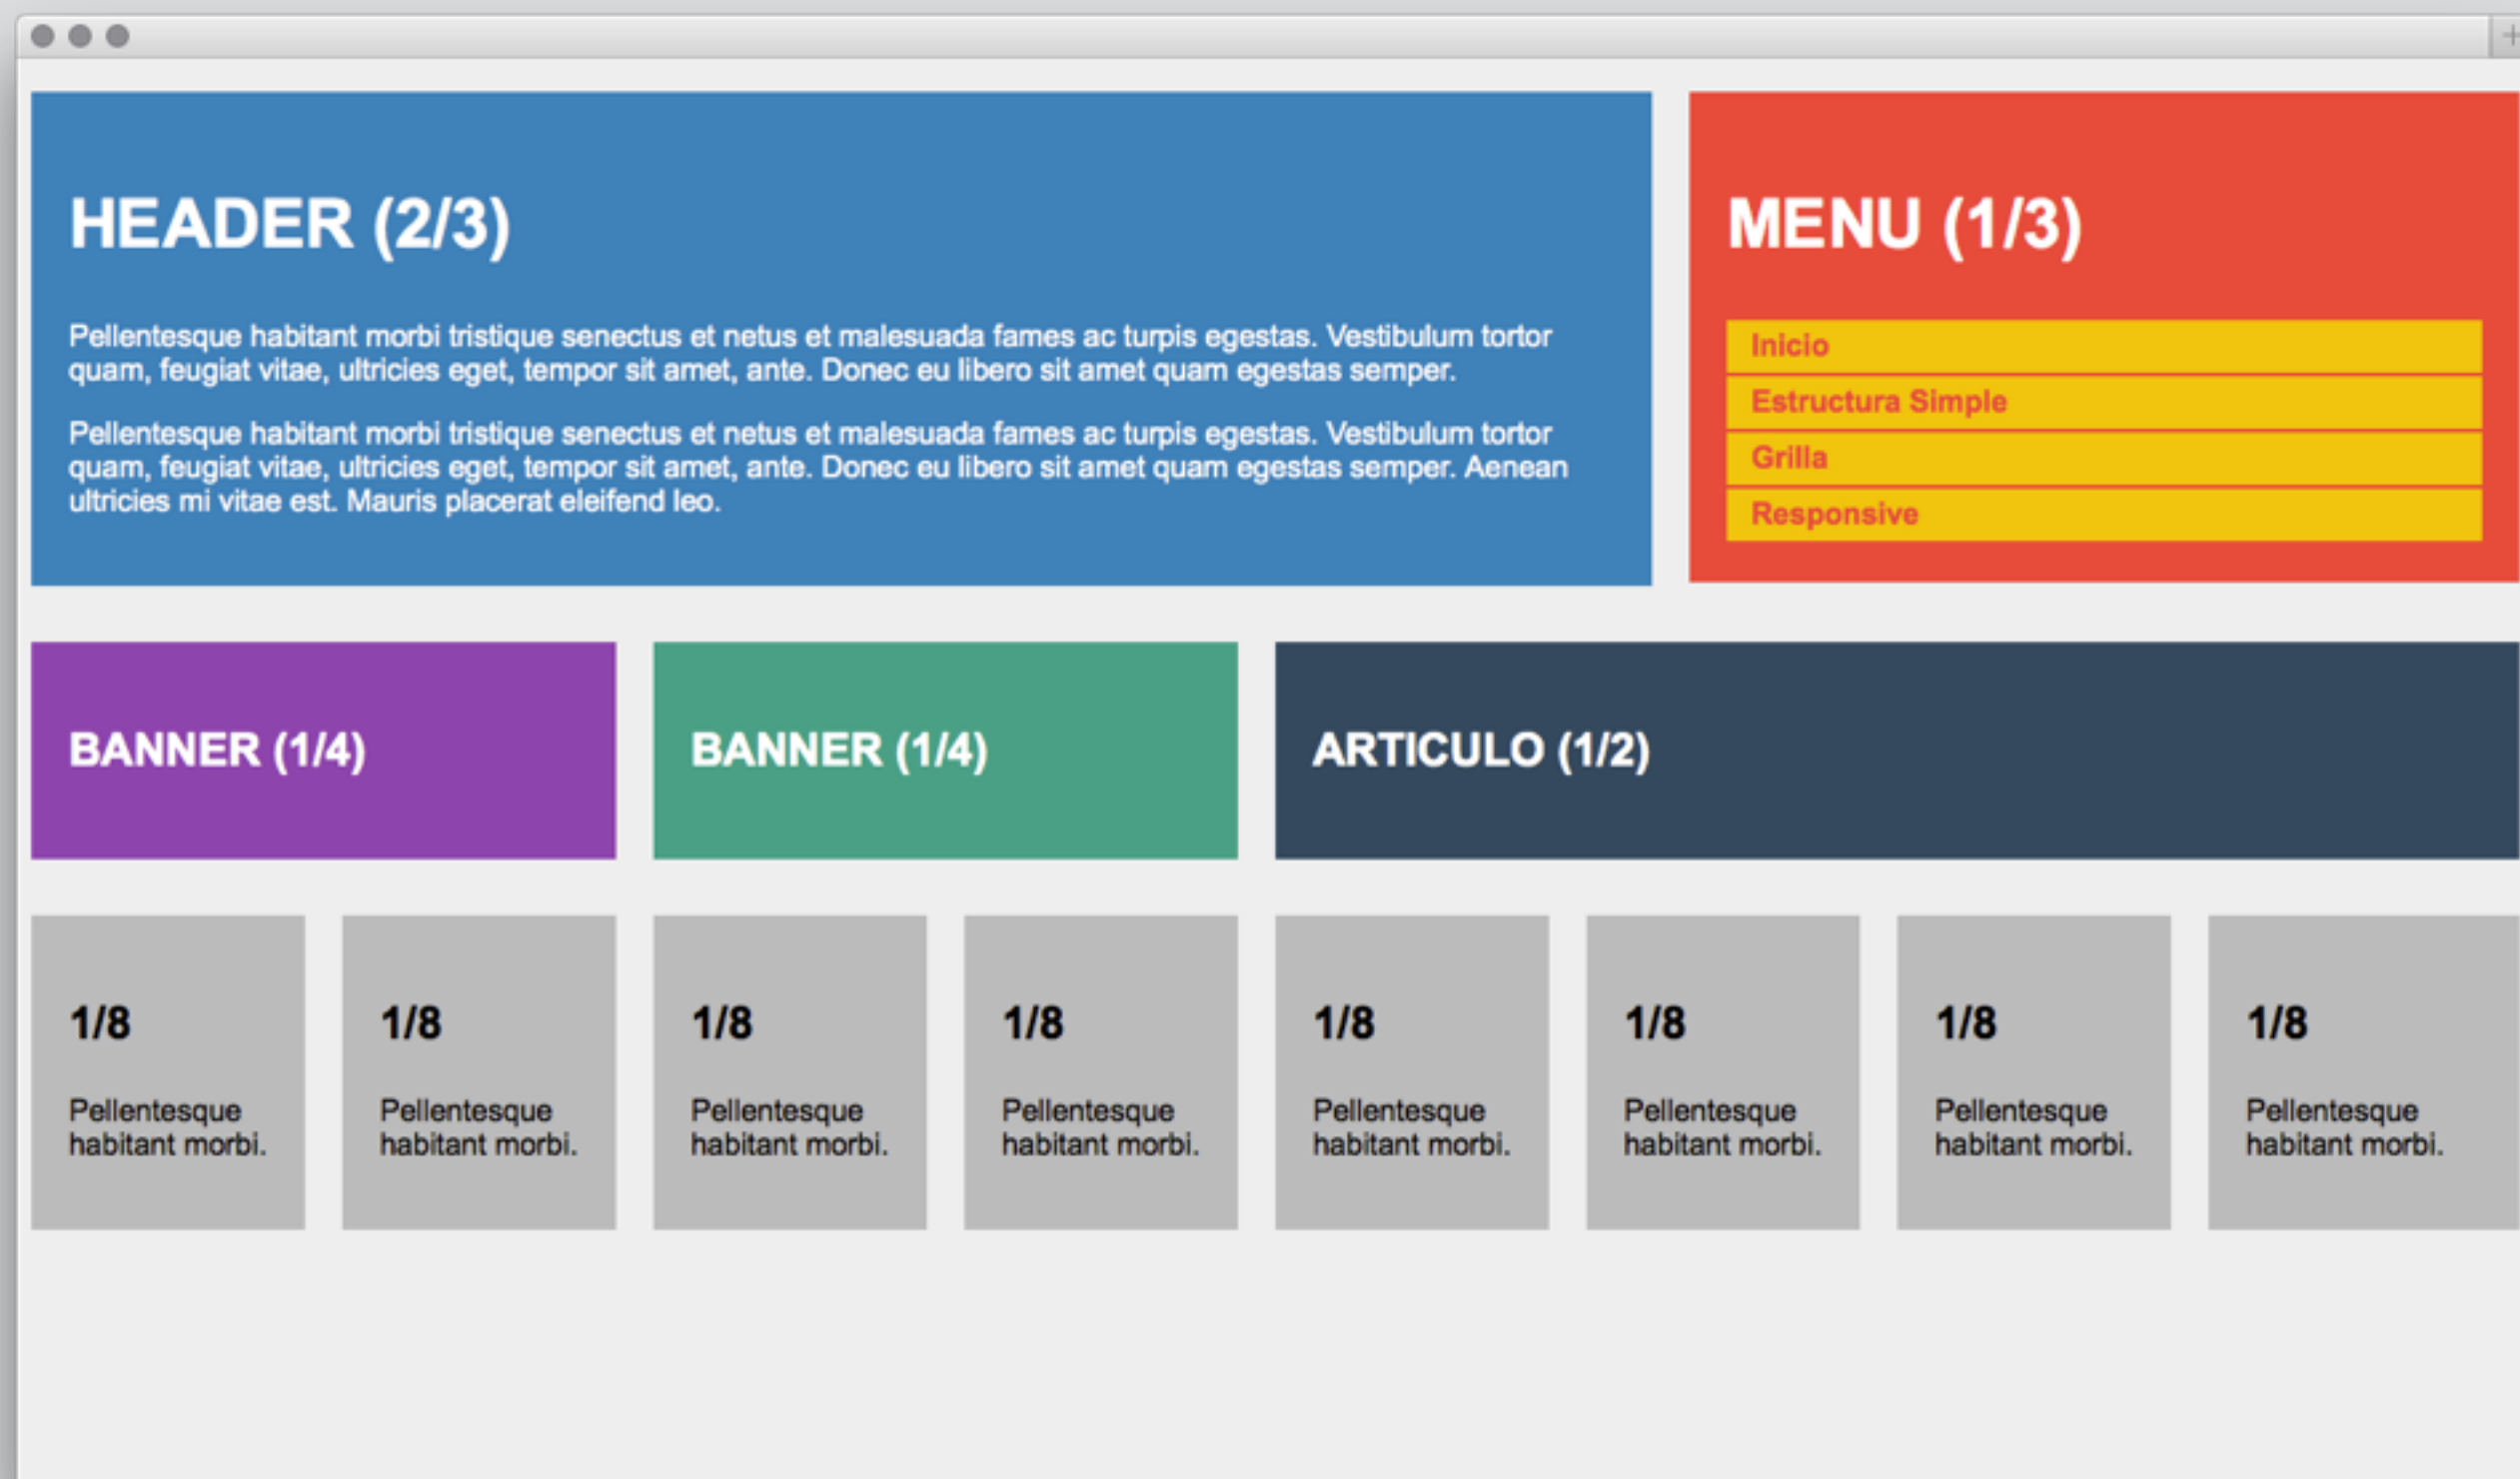 HEADER (2/3)
Pellentesque habitant morbi tristique senectus et netus et malesuada fames ac turpis egestas. Vestibulum tortor
quam, feugiat vitae, ultricies eget, tempor sit amet, ante. Donec eu libero sit amet quam egestas semper.
Pellentesque habitant morbi tristique senectus et netus et malesuada fames ac turpis egestas. Vestibulum tortor
quam, feugiat vitae, ultricies eget, tempor sit amet, ante. Donec eu libero sit amet quam egestas semper. Aenean
ultricies mi vitae est. Mauris placerat eleifend leo.
MENU (1/3)
Inicio
Estructura Simple
Grilla
Responsive
BANNER (1/4)
BANNER (1/4)
ARTICULO (1/2)
1/8
Pellentesque
habitant morbi.
1/8
Pellentesque
habitant morbi.
1/8
Pellentesque
habitant morbi.
1/8
Pellentesque
habitant morbi.
1/8
Pellentesque
habitant morbi.
1/8
Pellentesque
habitant morbi.
1/8
Pellentesque
habitant morbi.
1/8
Pellentesque
habitant morbi.